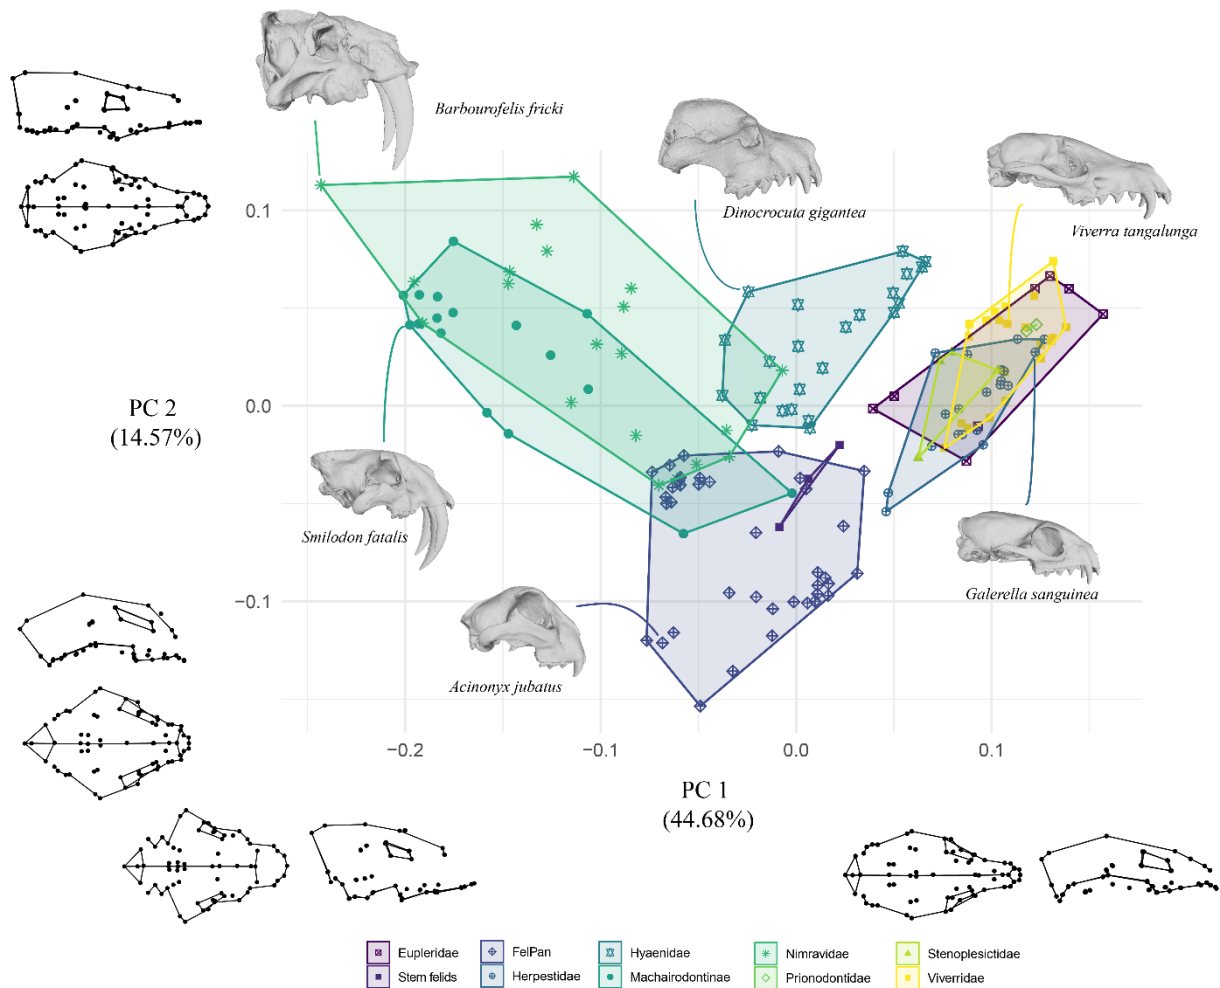 Barbourofelis fricki
Dinocrocuta gigantea
Viverra tangalunga
0.1
PC 2
(14.57%)
0.0
Smilodon fatalis
Galerella sanguinea
−0.1
Acinonyx jubatus
−0.2
−0.1
0.0
0.1
PC 1
(44.68%)
Eupleridae
FelPan
Hyaenidae
Nimravidae
Stenoplesictidae
Stem felids
Herpestidae
Machairodontinae
Prionodontidae
Viverridae